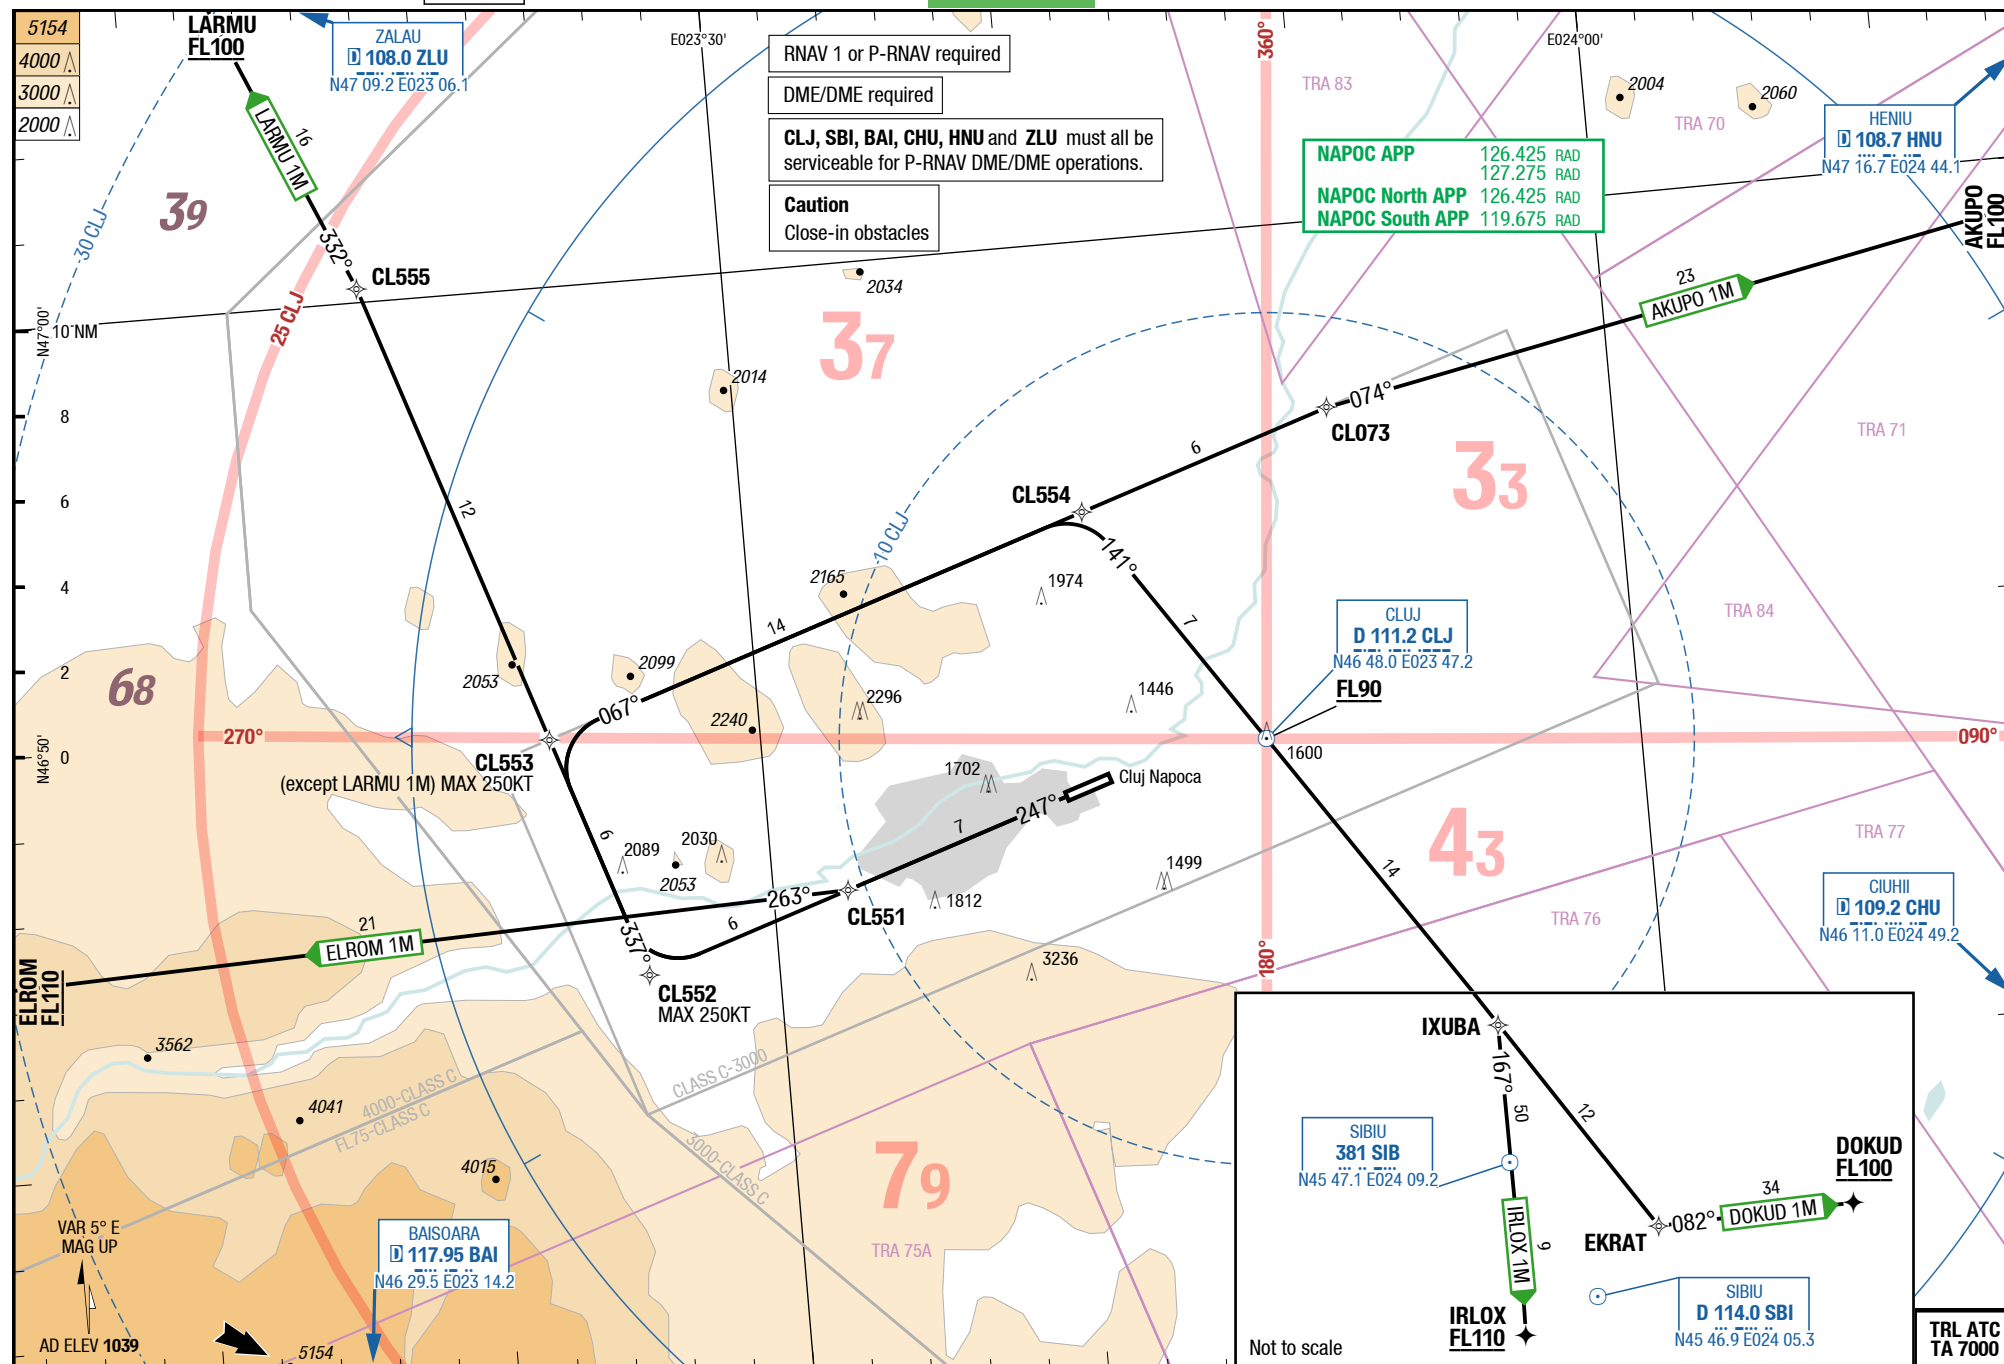 5154
4000
3000
2000
LARMU
FL100
ZALAU
D 108.0 ZLU
N47 09.2 E023 06.1
E023°30'
RNAV 1 or P-RNAV required
DME/DME required
CLJ, SBI, BAI, CHU, HNU and ZLU must all be
serviceable for P-RNAV DME/DME operations.
Caution
Close-in obstacles
360°
E024°00'
TRA 83
TRA 70
2004
2060
HENIU
D 108.7 HNU
N47 16.7 E024 44.1
NAPOC APP 126.425 RAD
127.275 RAD
NAPOC North APP 126.425 RAD
NAPOC South APP 119.675 RAD
AKUPO
FL100
16
LARMU 1M
332°
39
30 CLJ
CL555
25 CLJ
N47°00'
10 NM
8
6
4
2
0
N46°50'
2034
37
2014
23
AKUPO 1M
074°
CL073
6
33
TRA 71
CL554
12
10 CLJ
141°
1974
7
2165
14
TRA 84
CLUJ
D 111.2 CLJ
N46 48.0 E023 47.2
FL90
68
2053
2099
067°
2240
2296
1446
270°
090°
CL553
(except LARMU 1M) MAX 250KT
1600
1702
Cluj Napoca
247°
7
6
2089
2030
2053
43
TRA 77
14
1499
263°
CL551
1812
6
337°
21
ELROM 1M
ELROM
FL110
CL552
MAX 250KT
3236
180°
TRA 76
CIUHII
D 109.2 CHU
N46 11.0 E024 49.2
3562
4041
4000-CLASS C
FL75-CLASS C
CLASS C-3000
3000-CLASS C
4015
79
TRA 75A
VAR 5° E
MAG UP
AD ELEV 1039
5154
BAISOARA
D 117.95 BAI
N46 29.5 E023 14.2
IXUBA
167°
50
12
SIBIU
381 SIB
N45 47.1 E024 09.2
IRLOX 1M
9
IRLOX
FL110
EKRAT
082°
34
DOKUD 1M
DOKUD
FL100
SIBIU
D 114.0 SBI
N45 46.9 E024 05.3
Not to scale
TRL ATC
TA 7000